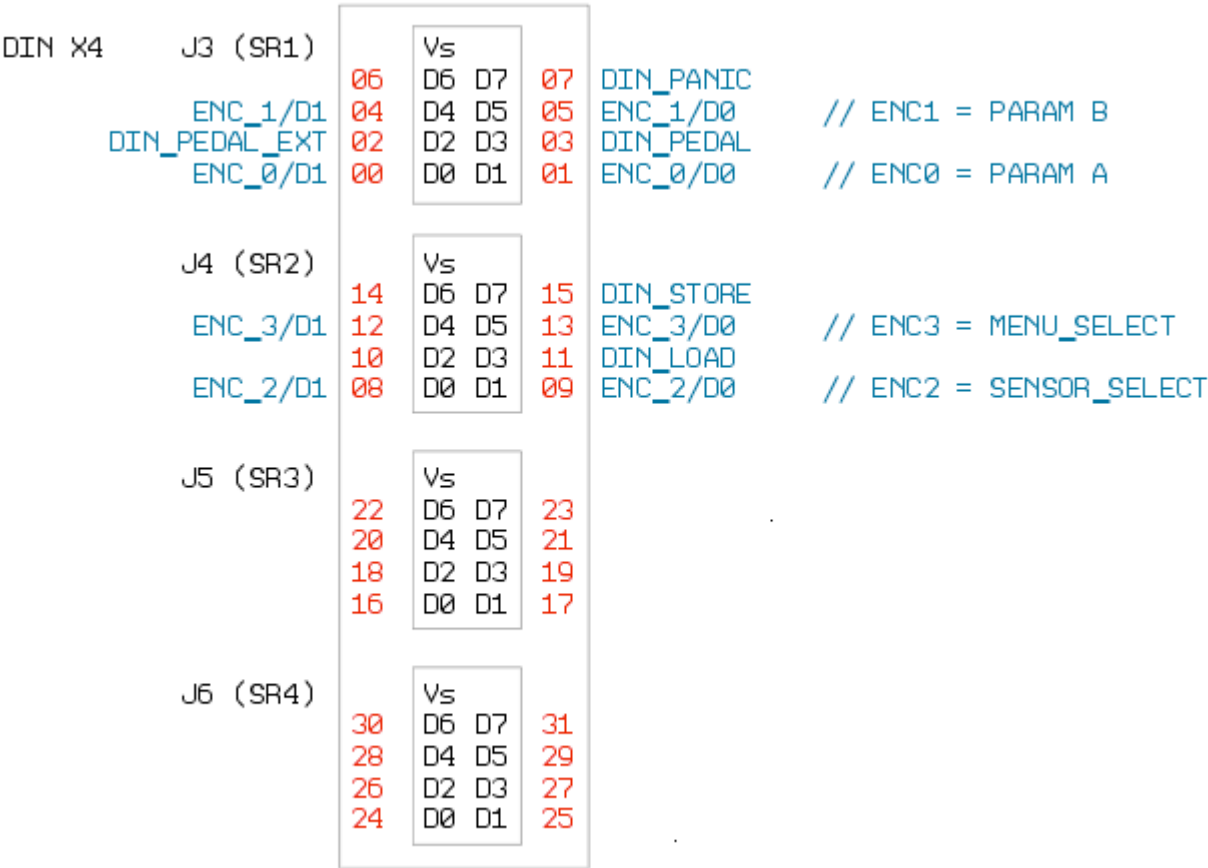 DIN X4 J3 (SR1) Vs
06 D6 D7 07 DIN_PANIC
ENC_1/D1 04 D4 D5 05 ENC_1/D0 // ENC1 = PARAM B
DIN_PEDAL_EXT 02 D2 D3 03 DIN_PEDAL
ENC_0/D1 00 D0 D1 01 ENC_0/D0 // ENC0 = PARAM A
J4 (SR2) Vs
14 D6 D7 15 DIN_STORE
ENC_3/D1 12 D4 D5 13 ENC_3/D0 // ENC3 = MENU_SELECT
10 D2 D3 11 DIN_LOAD
ENC_2/D1 08 D0 D1 09 ENC_2/D0 // ENC2 = SENSOR_SELECT
J5 (SR3) Vs
22 D6 D7 23
20 D4 D5 21
18 D2 D3 19
16 D0 D1 17
J6 (SR4) Vs
30 D6 D7 31
28 D4 D5 29
26 D2 D3 27
24 D0 D1 25